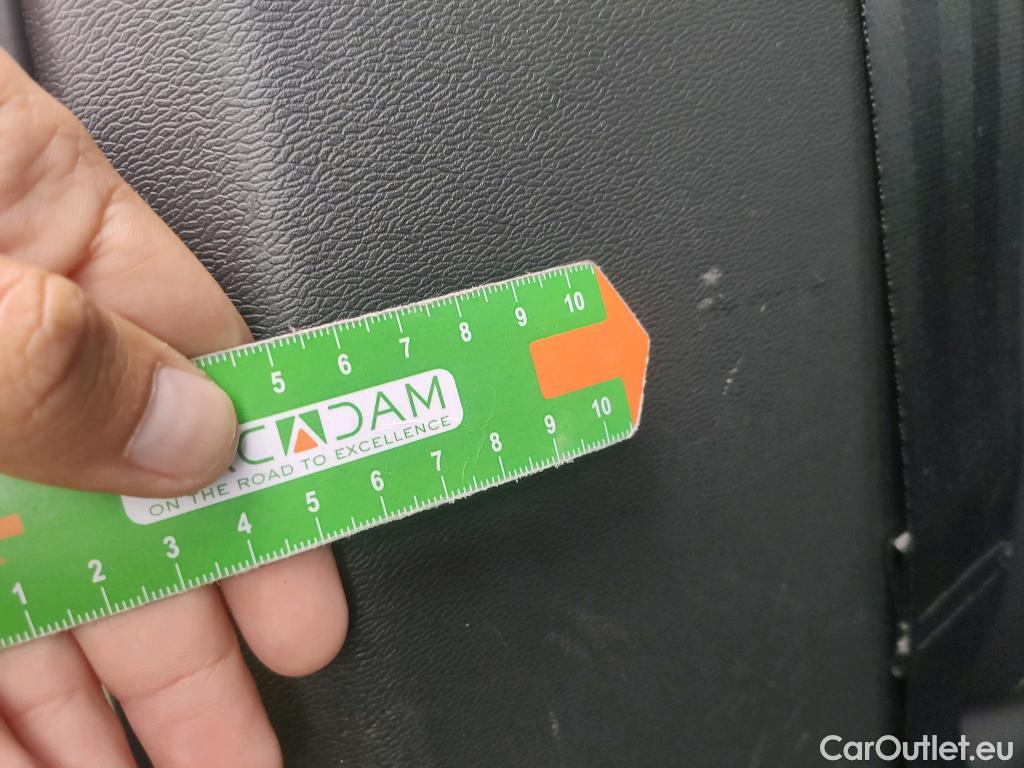 5 6 7 8 9 10
CADAM
ON THE ROAD TO EXCELLENCE
1 2 3 4 5 6 7 8 9 10
CarOutlet.eu